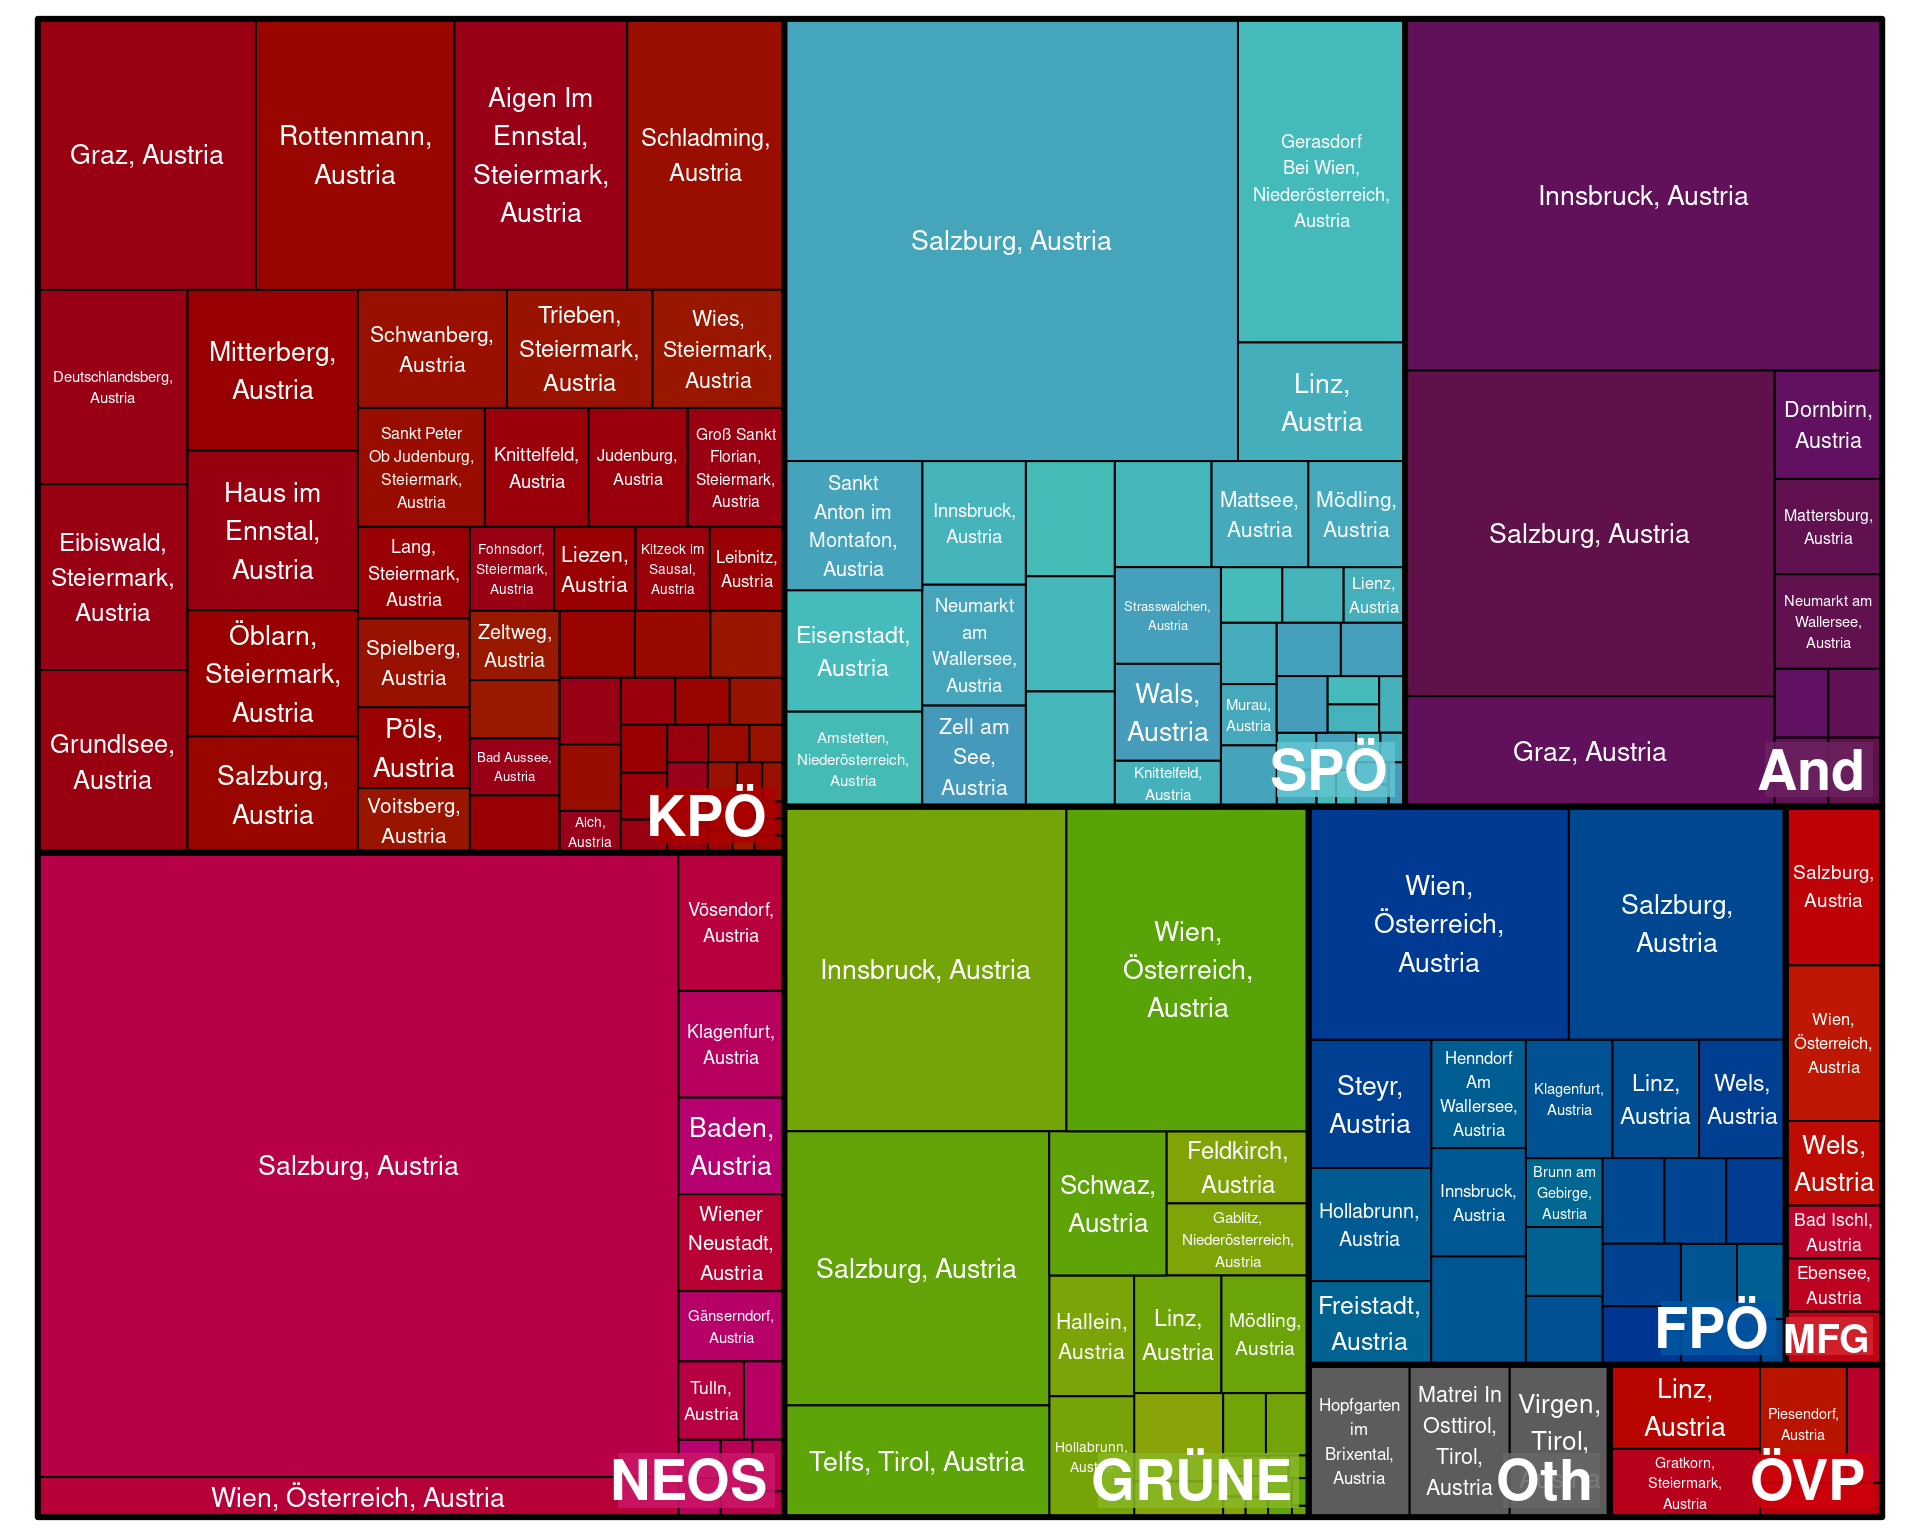 Graz, Austria
Rottenmann,
Austria
Aigen Im
Ennstal,
Steiermark,
Austria
Schladming,
Austria
Deutschlandsberg,
Austria
Mitterberg,
Austria
Schwanberg,
Austria
Trieben,
Steiermark,
Austria
Wies,
Steiermark,
Austria
Sankt Peter
Ob Judenburg,
Steiermark,
Austria
Knittelfeld,
Austria
Judenburg,
Austria
Groß Sankt
Florian,
Steiermark,
Austria
Eibiswald,
Steiermark,
Austria
Haus im
Ennstal,
Austria
Lang,
Steiermark,
Austria
Fohnsdorf,
Steiermark,
Austria
Liezen,
Austria
Kitzeck im
Sausal,
Austria
Leibnitz,
Austria
Öblarn,
Steiermark,
Austria
Spielberg,
Austria
Zeltweg,
Austria
Grundlsee,
Austria
Salzburg,
Austria
Pöls,
Austria
Bad Aussee,
Austria
Voitsberg,
Austria
Aich,
Austria
KPÖ
Salzburg, Austria
Gerasdorf
Bei Wien,
Niederösterreich,
Austria
Linz,
Austria
Sankt
Anton im
Montafon,
Austria
Innsbruck,
Austria
Mattsee,
Austria
Mödling,
Austria
Eisenstadt,
Austria
Neumarkt
am
Wallersee,
Austria
Strasswalchen,
Austria
Lienz,
Austria
Wals,
Austria
Murau,
Austria
Amstetten,
Niederösterreich,
Austria
Zell am
See,
Austria
Knittelfeld,
Austria
SPÖ
Innsbruck, Austria
Salzburg, Austria
Dornbirn,
Austria
Mattersburg,
Austria
Neumarkt am
Wallersee,
Austria
Graz, Austria
And
Salzburg, Austria
Vösendorf,
Austria
Klagenfurt,
Austria
Baden,
Austria
Wiener
Neustadt,
Austria
Gänserndorf,
Austria
Tulln,
Austria
Wien, Österreich, Austria
NEOS
Innsbruck, Austria
Wien,
Österreich,
Austria
Salzburg, Austria
Schwaz,
Austria
Feldkirch,
Austria
Gablitz,
Niederösterreich,
Austria
Hallein,
Austria
Linz,
Austria
Mödling,
Austria
Telfs, Tirol, Austria
Hollabrunn,
Austria
GRÜNE
Wien,
Österreich,
Austria
Salzburg,
Austria
Steyr,
Austria
Henndorf
Am
Wallersee,
Austria
Klagenfurt,
Austria
Linz,
Austria
Wels,
Austria
Hollabrunn,
Austria
Innsbruck,
Austria
Brunn am
Gebirge,
Austria
Freistadt,
Austria
FPÖ
Salzburg,
Austria
Wien,
Österreich,
Austria
Wels,
Austria
Bad Ischl,
Austria
Ebensee,
Austria
MFG
Hopfgarten
im
Brixental,
Austria
Matrei In
Osttirol,
Tirol,
Austria
Virgen,
Tirol,
Austria
Oth
Linz,
Austria
Piesendorf,
Austria
Gratkorn,
Steiermark,
Austria
ÖVP